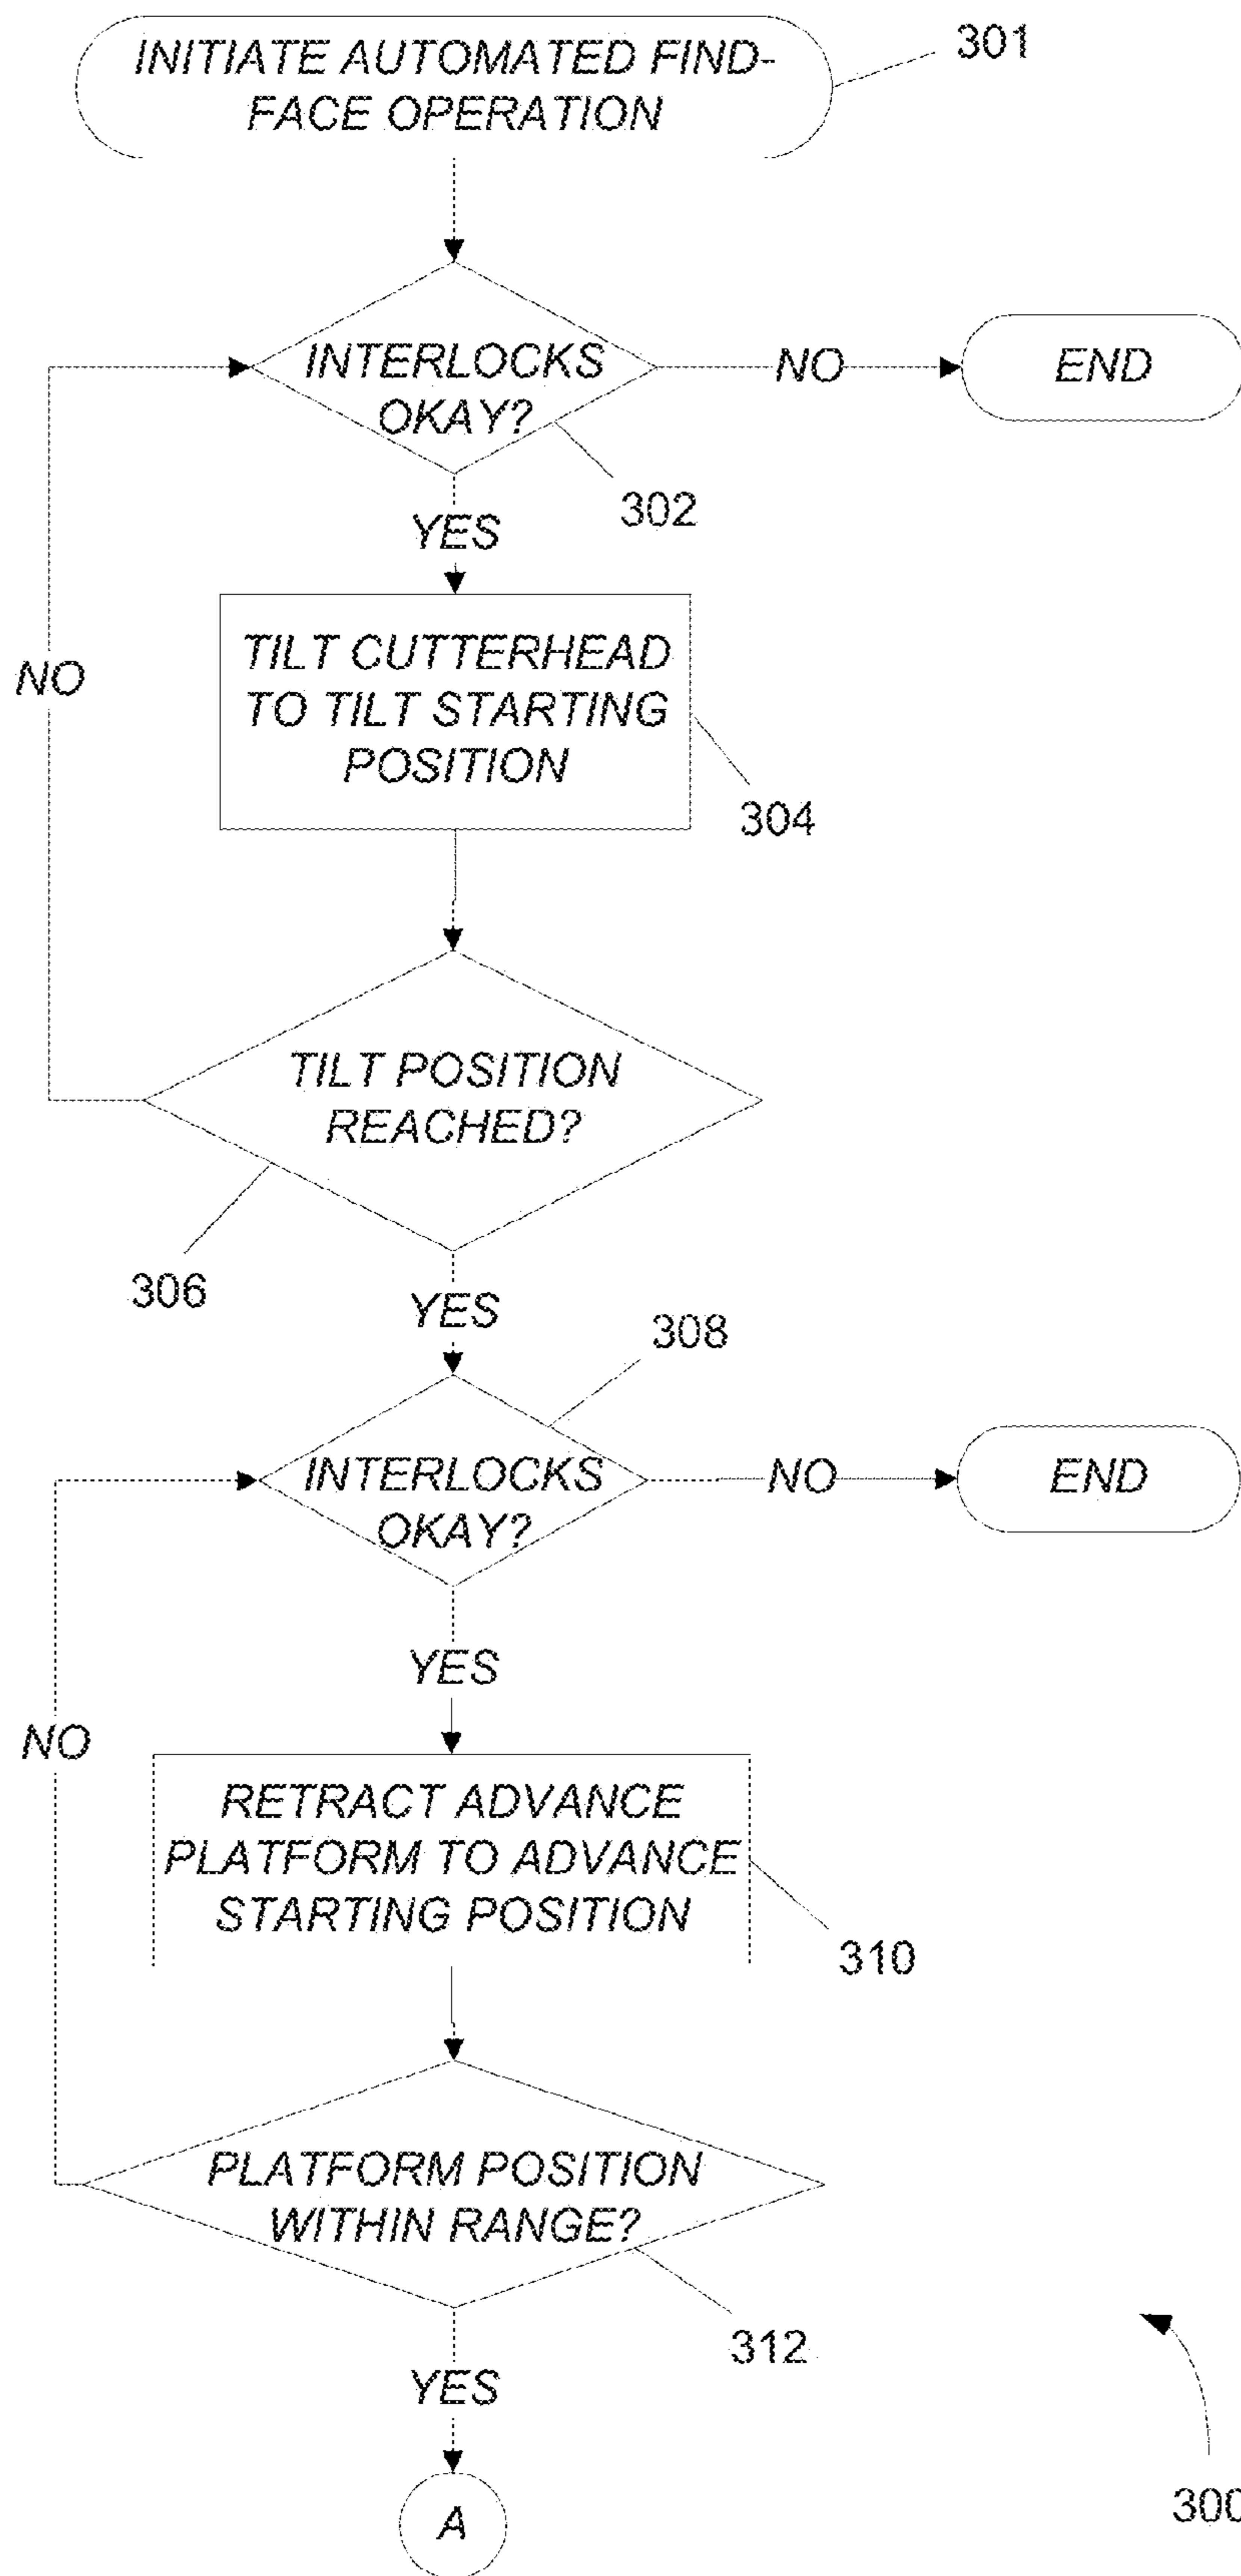 INITIATE AUTOMATED FIND-
FACE OPERATION
301
INTERLOCKS
OKAY?
NO
END
302
YES
TILT CUTTERHEAD
TO TILT STARTING
POSITION
NO
304
TILT POSITION
REACHED?
306
YES
308
INTERLOCKS
OKAY?
NO
END
YES
NO
RETRACT ADVANCE
PLATFORM TO ADVANCE
STARTING POSITION
310
PLATFORM POSITION
WITHIN RANGE?
312
YES
300
A